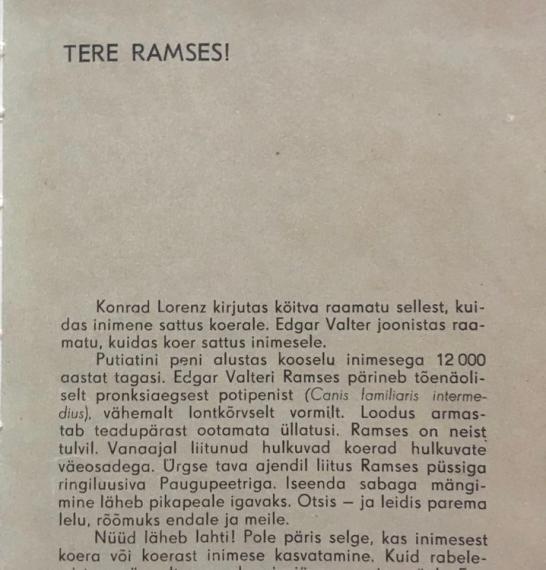 TERE RAMSES!
Konrad Lorenz kirjutas köitva raamatu sellest, kui-
das inimene sattus koerale. Edgar Valter joonistas raa-
matu, kuidas koer sattus inimesele.
Putiatini peni alustas kooselu inimesega 12 000
aastat tagasi. Edgar Valteri Ramses pärineb tõenäoli-
selt pronksiaegsest potipenist (Canis familiaris interme-
dius), vähemalt lontkõrvselt vormilt. Loodus armas-
tab teadupärast ootamata üllatusi. Ramses on neist
tulvil. Vanaajal liitunud hulkuvad koerad hulkuvate
väeosadega. Ürgse tava ajendil liitus Ramses püssiga
ringiluusiva Paugupeetriga. Iseenda sabaga mängi-
mine läheb pikapeale igavaks. Otsis — ja leidis parema
lelu, rõõmuks endale ja meile.
Nüüd läheb lahti! Pole päris selge, kas inimesest
koera või koerast inimese kasvatamine. Kuid rabele-